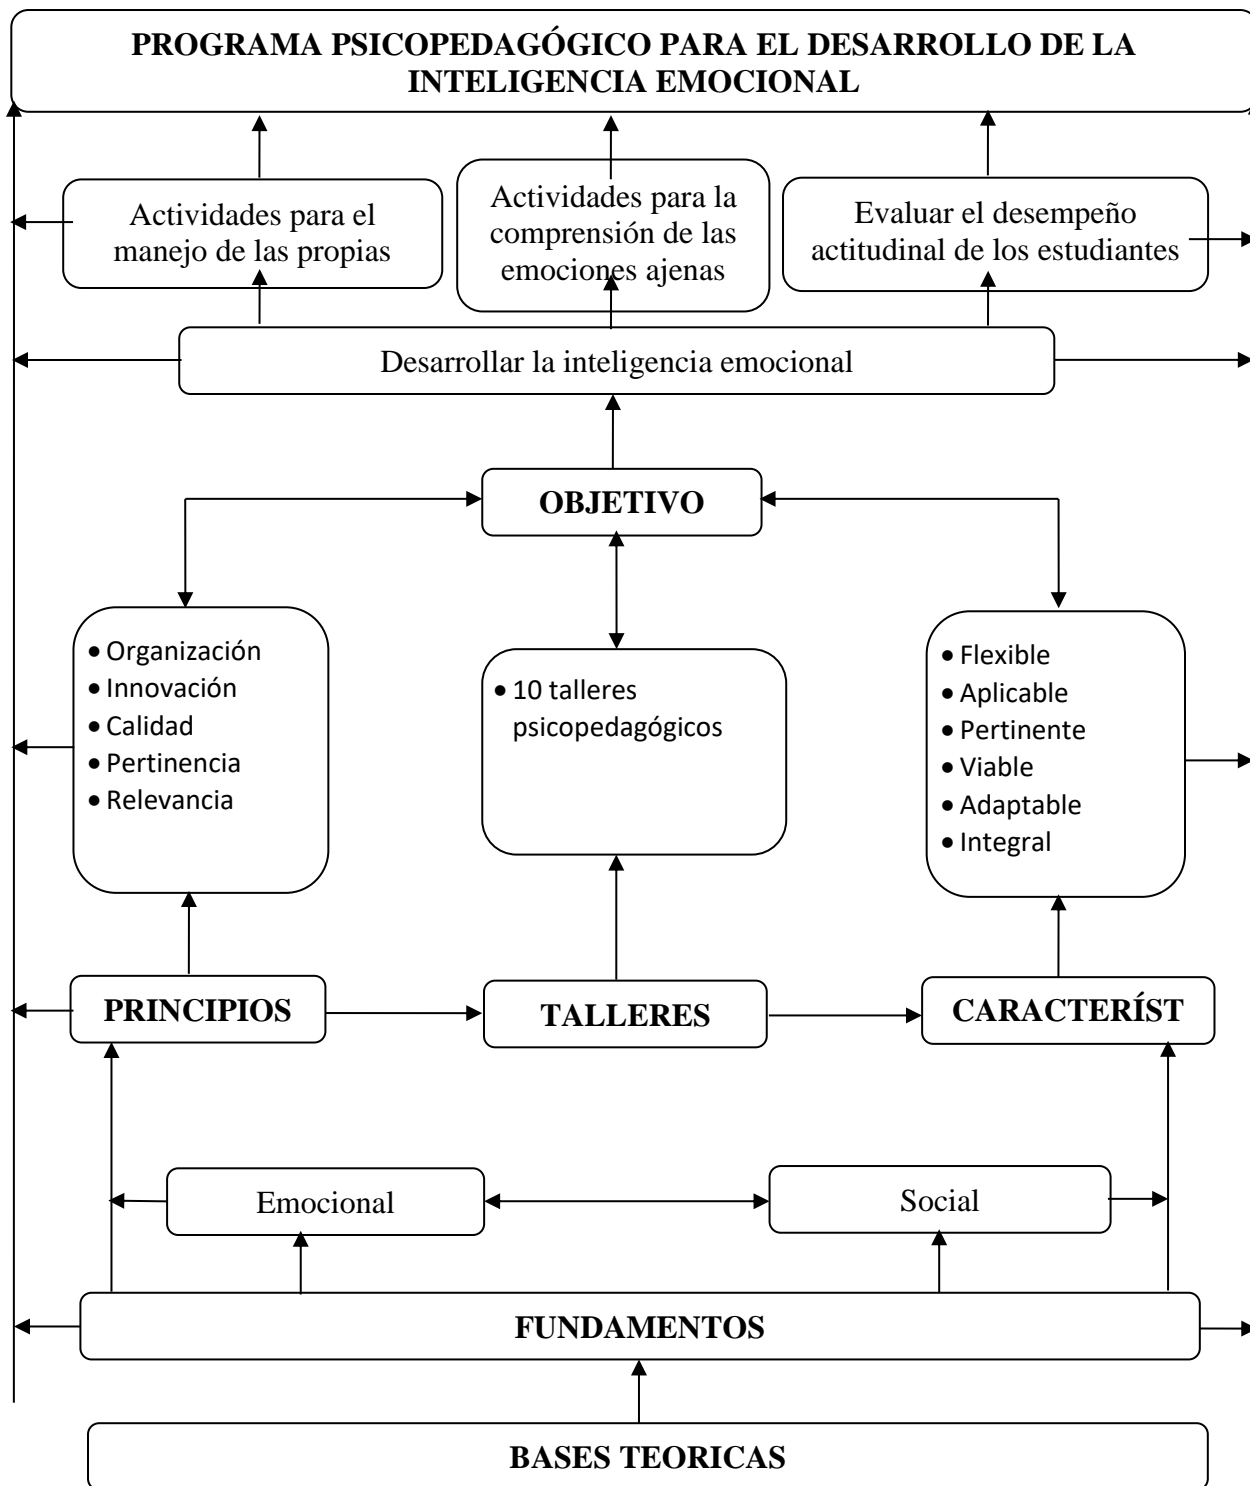 PROGRAMA PSICOPEDAGÓGICO PARA EL DESARROLLO DE LA
INTELIGENCIA EMOCIONAL
Actividades para el
manejo de las propias
Actividades para la
comprensión de las
emociones ajenas
Evaluar el desempeño
actitudinal de los estudiantes
Desarrollar la inteligencia emocional
OBJETIVO
• Organización
• Innovación
• Calidad
• Pertinencia
• Relevancia
• 10 talleres
psicopedagógicos
• Flexible
• Aplicable
• Pertinente
• Viable
• Adaptable
• Integral
PRINCIPIOS
TALLERES
CARACTERÍST
Emocional
Social
FUNDAMENTOS
BASES TEORICAS